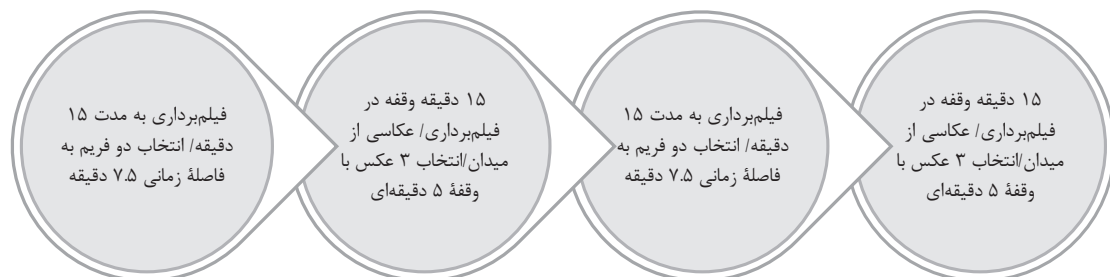 فیلم‌برداری به مدت ۱۵
دقیقه/ انتخاب دو فریم به
فاصلهٔ زمانی ۷.۵ دقیقه
۱۵ دقیقه وقفه در
فیلم‌برداری/ عکاسی از
میدان/انتخاب ۳ عکس با
وقفهٔ ۵ دقیقه‌ای
فیلم‌برداری به مدت ۱۵
دقیقه/ انتخاب دو فریم به
فاصلهٔ زمانی ۷.۵ دقیقه
۱۵ دقیقه وقفه در
فیلم‌برداری/ عکاسی از
میدان/انتخاب ۳ عکس با
وقفهٔ ۵ دقیقه‌ای